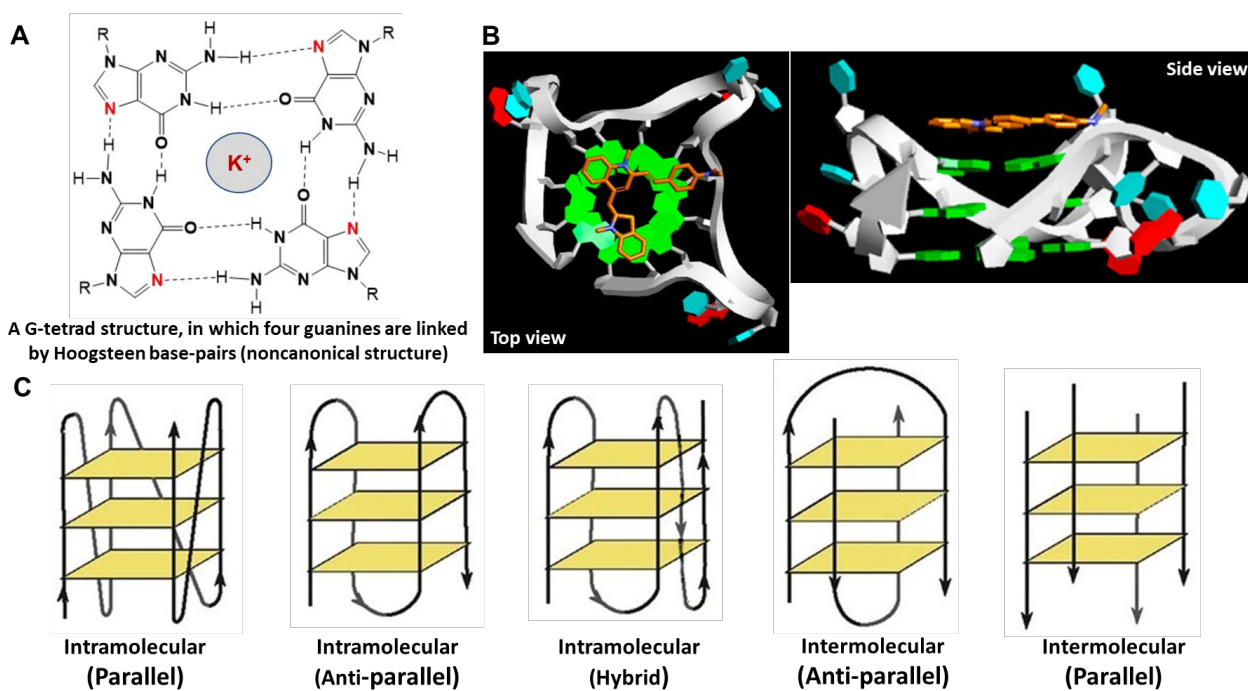 A
R
N
N
N
N
H
H
H
O
N
O
N
N
N
N
H
H
H
R
K⁺
H
H
N
N
N
N
N
R
O
H
O
H
H
N
N
N
N
N
H
H
R
A G-tetrad structure, in which four guanines are linked
by Hoogsteen base-pairs (noncanonical structure)
B
Top view
Side view
C
Intramolecular
(Parallel)
Intramolecular
(Anti-parallel)
Intramolecular
(Hybrid)
Intermolecular
(Anti-parallel)
Intermolecular
(Parallel)